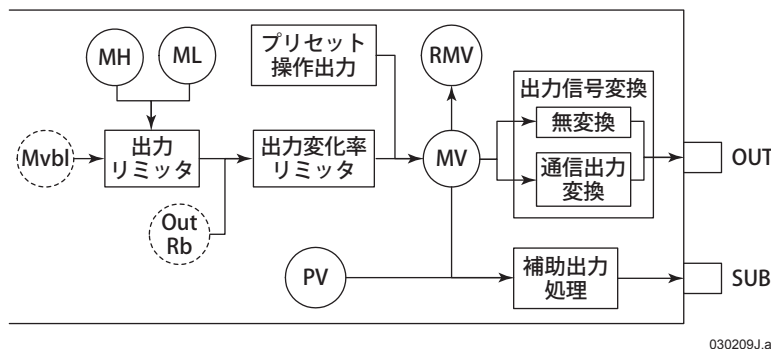 MH
ML
プリセット
操作出力
RMV
出力信号変換
無変換
Mvbl
出力
リミッタ
出力変化率
リミッタ
MV
通信出力
変換
OUT
Out
Rb
PV
補助出力
処理
SUB
030209J.a